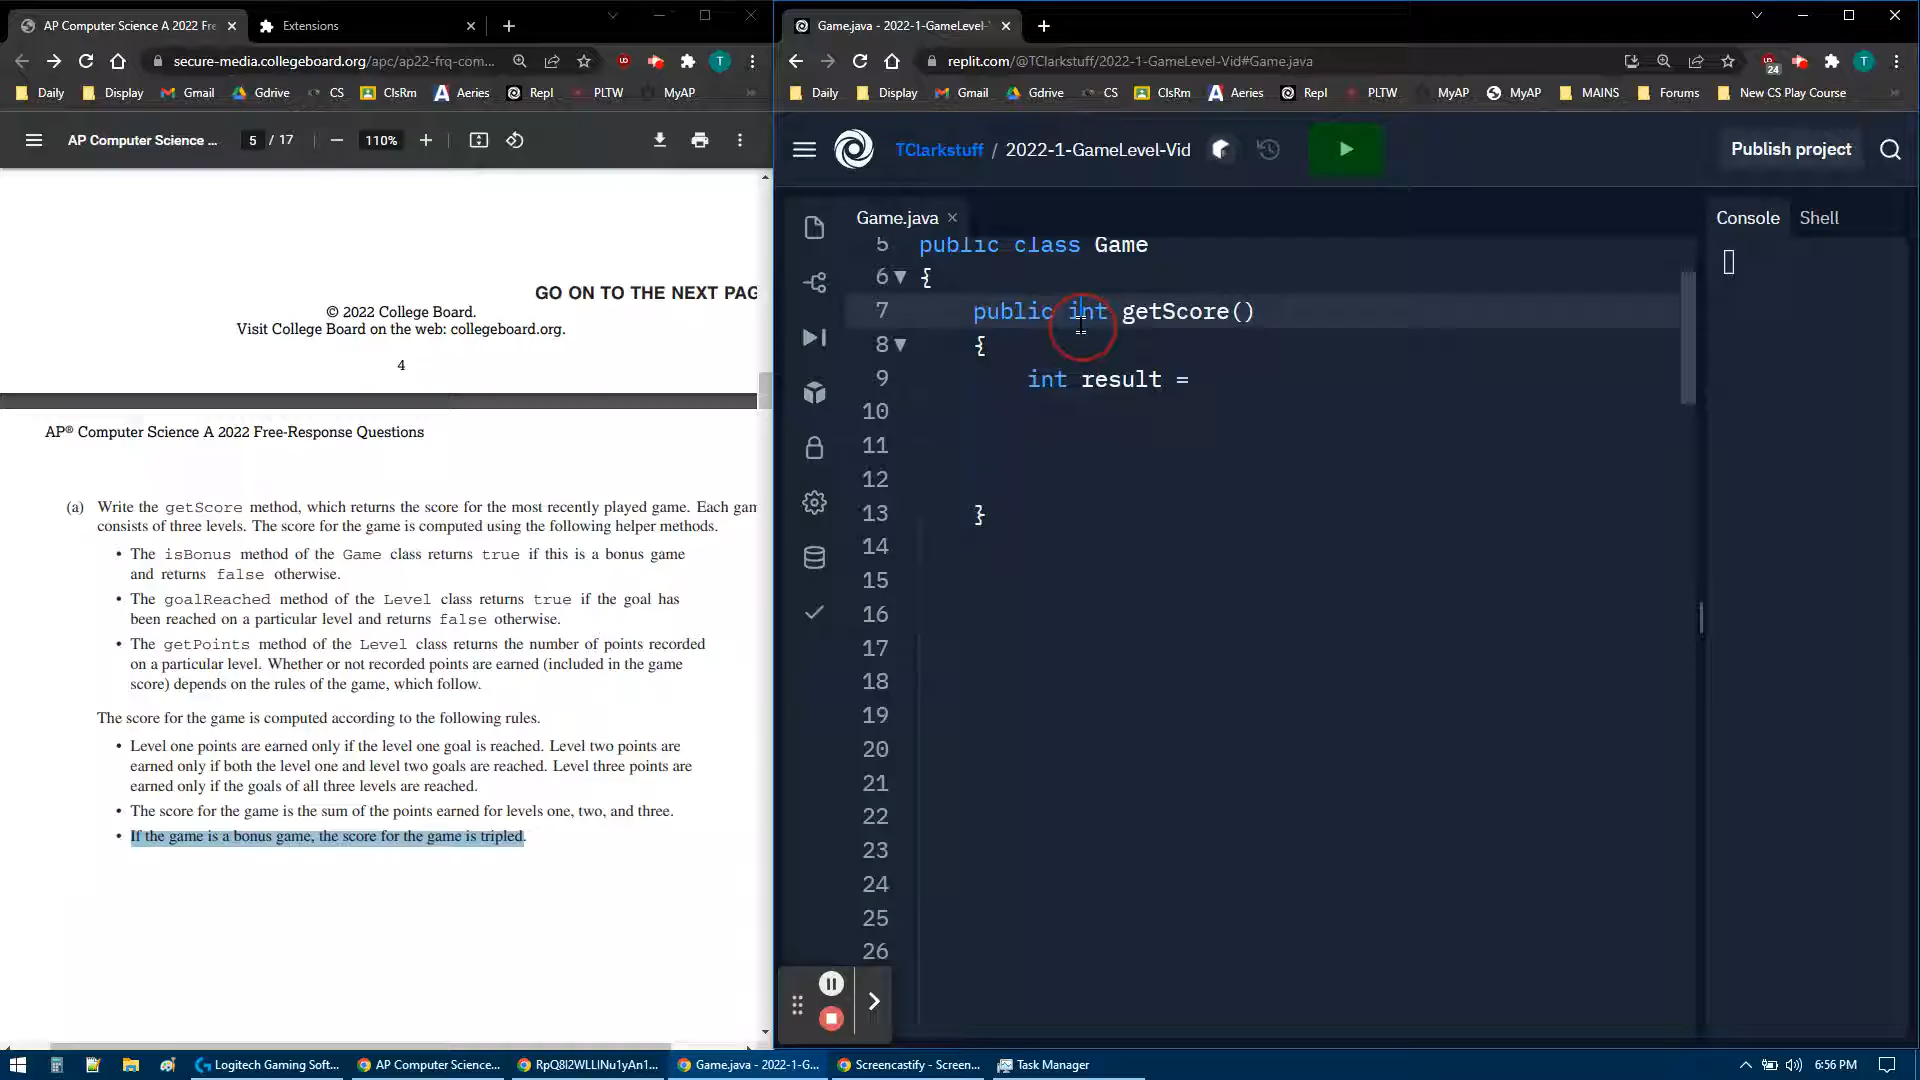 AP Computer Science A 2022 Fre
Extensions
secure-media.collegeboard.org/apc/ap22-frq-com...
T
Daily
Display
Gmail
Gdrive
CS
ClsRm
Aeries
Repl
PLTW
MyAP
AP Computer Science ...
5 / 17
110%
GO ON TO THE NEXT PAG
© 2022 College Board.
Visit College Board on the web: collegeboard.org.
4
AP® Computer Science A 2022 Free-Response Questions
(a) Write the getScore method, which returns the score for the most recently played game. Each gam
consists of three levels. The score for the game is computed using the following helper methods.
• The isBonus method of the Game class returns true if this is a bonus game
and returns false otherwise.
• The goalReached method of the Level class returns true if the goal has
been reached on a particular level and returns false otherwise.
• The getPoints method of the Level class returns the number of points recorded
on a particular level. Whether or not recorded points are earned (included in the game
score) depends on the rules of the game, which follow.
The score for the game is computed according to the following rules.
• Level one points are earned only if the level one goal is reached. Level two points are
earned only if both the level one and level two goals are reached. Level three points are
earned only if the goals of all three levels are reached.
• The score for the game is the sum of the points earned for levels one, two, and three.
• If the game is a bonus game, the score for the game is tripled.
Game.java - 2022-1-GameLevel-
replit.com/@TClarkstuff/2022-1-GameLevel-Vid#Game.java
24
T
Daily
Display
Gmail
Gdrive
CS
ClsRm
Aeries
Repl
PLTW
MyAP
MyAP
MAINS
Forums
New CS Play Course
TClarkstuff / 2022-1-GameLevel-Vid
Publish project
Game.java
Console
Shell
5 public class Game
6 {
7 public int getScore()
8 {
9 int result =
10
11
12
13 }
14
15
16
17
18
19
20
21
22
23
24
25
26
Logitech Gaming Soft...
AP Computer Science...
RpQ8l2WLLlNu1yAn1...
Game.java - 2022-1-G...
Screencastify - Screen...
Task Manager
6:56 PM